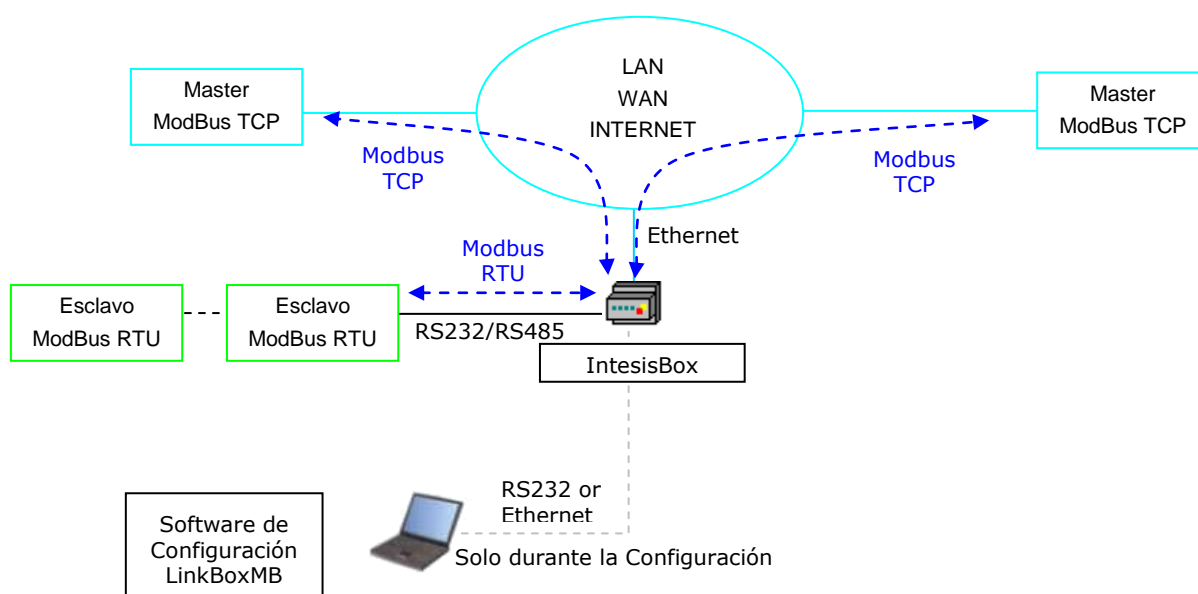 LAN
WAN
INTERNET
Master
ModBus TCP
Master
ModBus TCP
Modbus
TCP
Modbus
TCP
Ethernet
Modbus
RTU
Esclavo
ModBus RTU
Esclavo
ModBus RTU
RS232/RS485
IntesisBox
RS232 or
Ethernet
Software de
Configuración
LinkBoxMB
Solo durante la Configuración